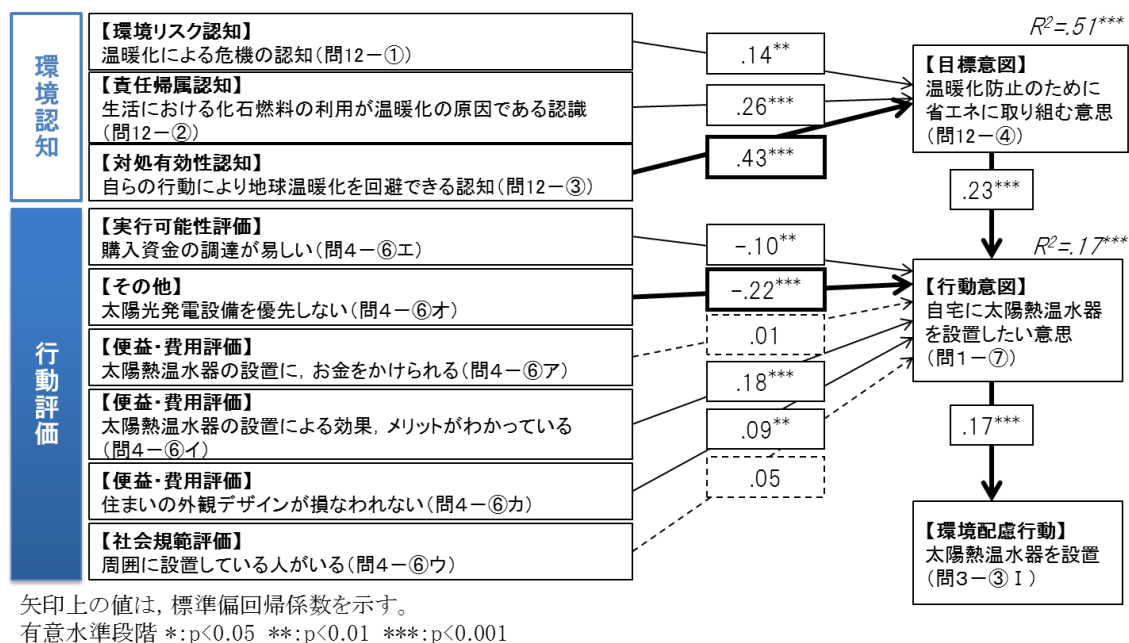 環境認知
【環境リスク認知】
温暖化による危機の認知(問12-①)
【責任帰属認知】
生活における化石燃料の利用が温暖化の原因である認識
(問12-②)
【対処有効性認知】
自らの行動により地球温暖化を回避できる認知(問12-③)
行動評価
【実行可能性評価】
購入資金の調達が易しい(問4-⑥エ)
【その他】
太陽光発電設備を優先しない(問4-⑥オ)
【便益・費用評価】
太陽熱温水器の設置に，お金をかけられる(問4-⑥ア)
【便益・費用評価】
太陽熱温水器の設置による効果，メリットがわかっている
(問4-⑥イ)
【便益・費用評価】
住まいの外観デザインが損なわれない(問4-⑥カ)
【社会規範評価】
周囲に設置している人がいる(問4-⑥ウ)
.14**
.26***
.43***
-.10**
-.22***
.01
.18***
.09**
.05
R²=.51***
【目標意図】
温暖化防止のために
省エネに取り組む意思
(問12-④)
.23***
R²=.17***
【行動意図】
自宅に太陽熱温水器
を設置したい意思
(問1-⑦)
.17***
【環境配慮行動】
太陽熱温水器を設置
(問3-③Ⅰ)
矢印上の値は，標準偏回帰係数を示す。
有意水準段階 *:p<0.05 **:p<0.01 ***:p<0.001